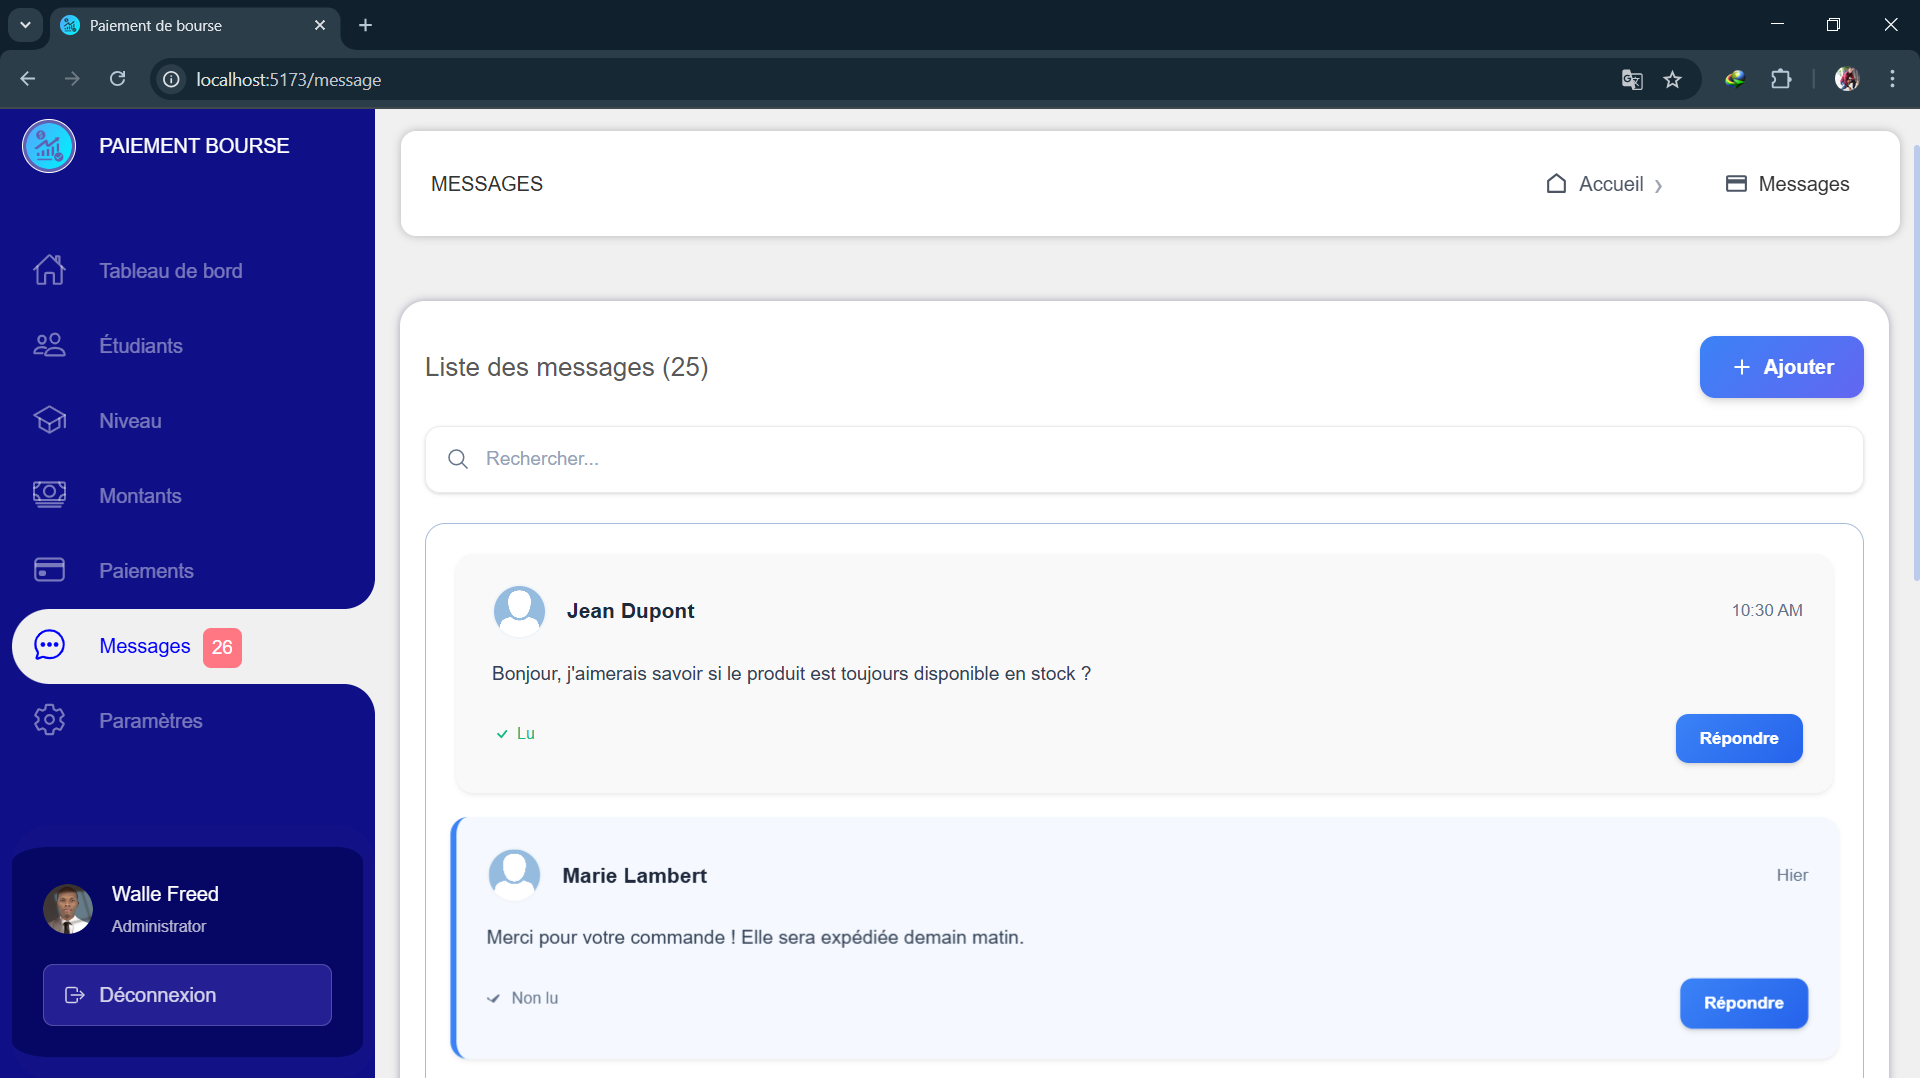 Paiement de bourse
localhost:5173/message
PAIEMENT BOURSE
Tableau de bord
Étudiants
Niveau
Montants
Paiements
Messages 26
Paramètres
Walle Freed
Administrator
Déconnexion
MESSAGES
Accueil ›
Messages
Liste des messages (25)
+ Ajouter
Rechercher...
Jean Dupont
10:30 AM
Bonjour, j'aimerais savoir si le produit est toujours disponible en stock ?
Lu
Répondre
Marie Lambert
Hier
Merci pour votre commande ! Elle sera expédiée demain matin.
Non lu
Répondre